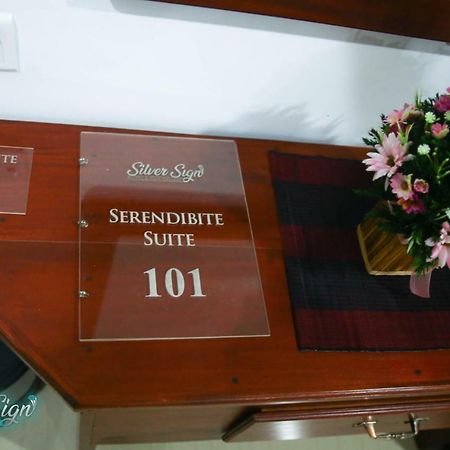 TE
Silver Sign
SERENDIBITE
SUITE
101
Sign